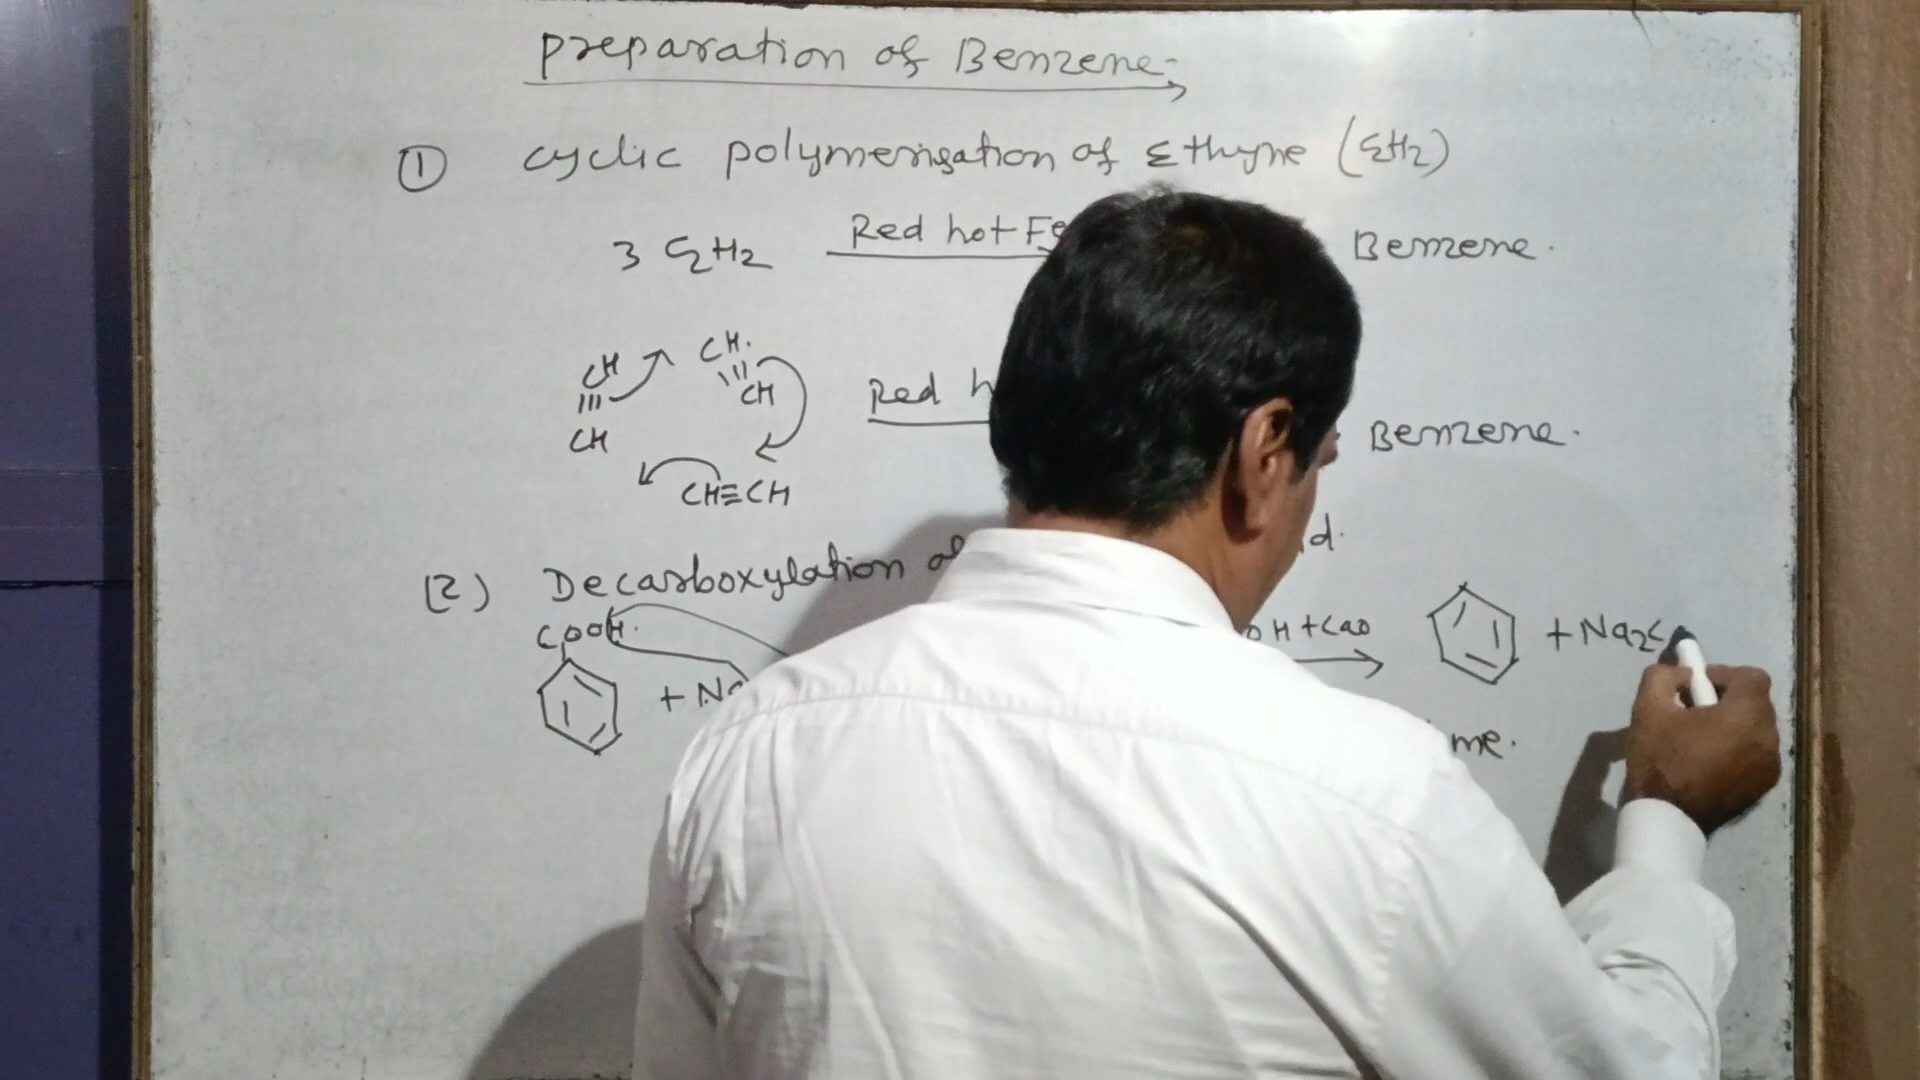 preparation of Benzene-
① cyclic polymerisation of Ethyne (C2H2)
3 C2H2 Red hot Fe Benzene.
CH CH.
CH Red h
CH Benzene.
CH≡CH
(2) Decarboxylation of d.
COOH. OH + CaO + Na2C
+ Na
me.